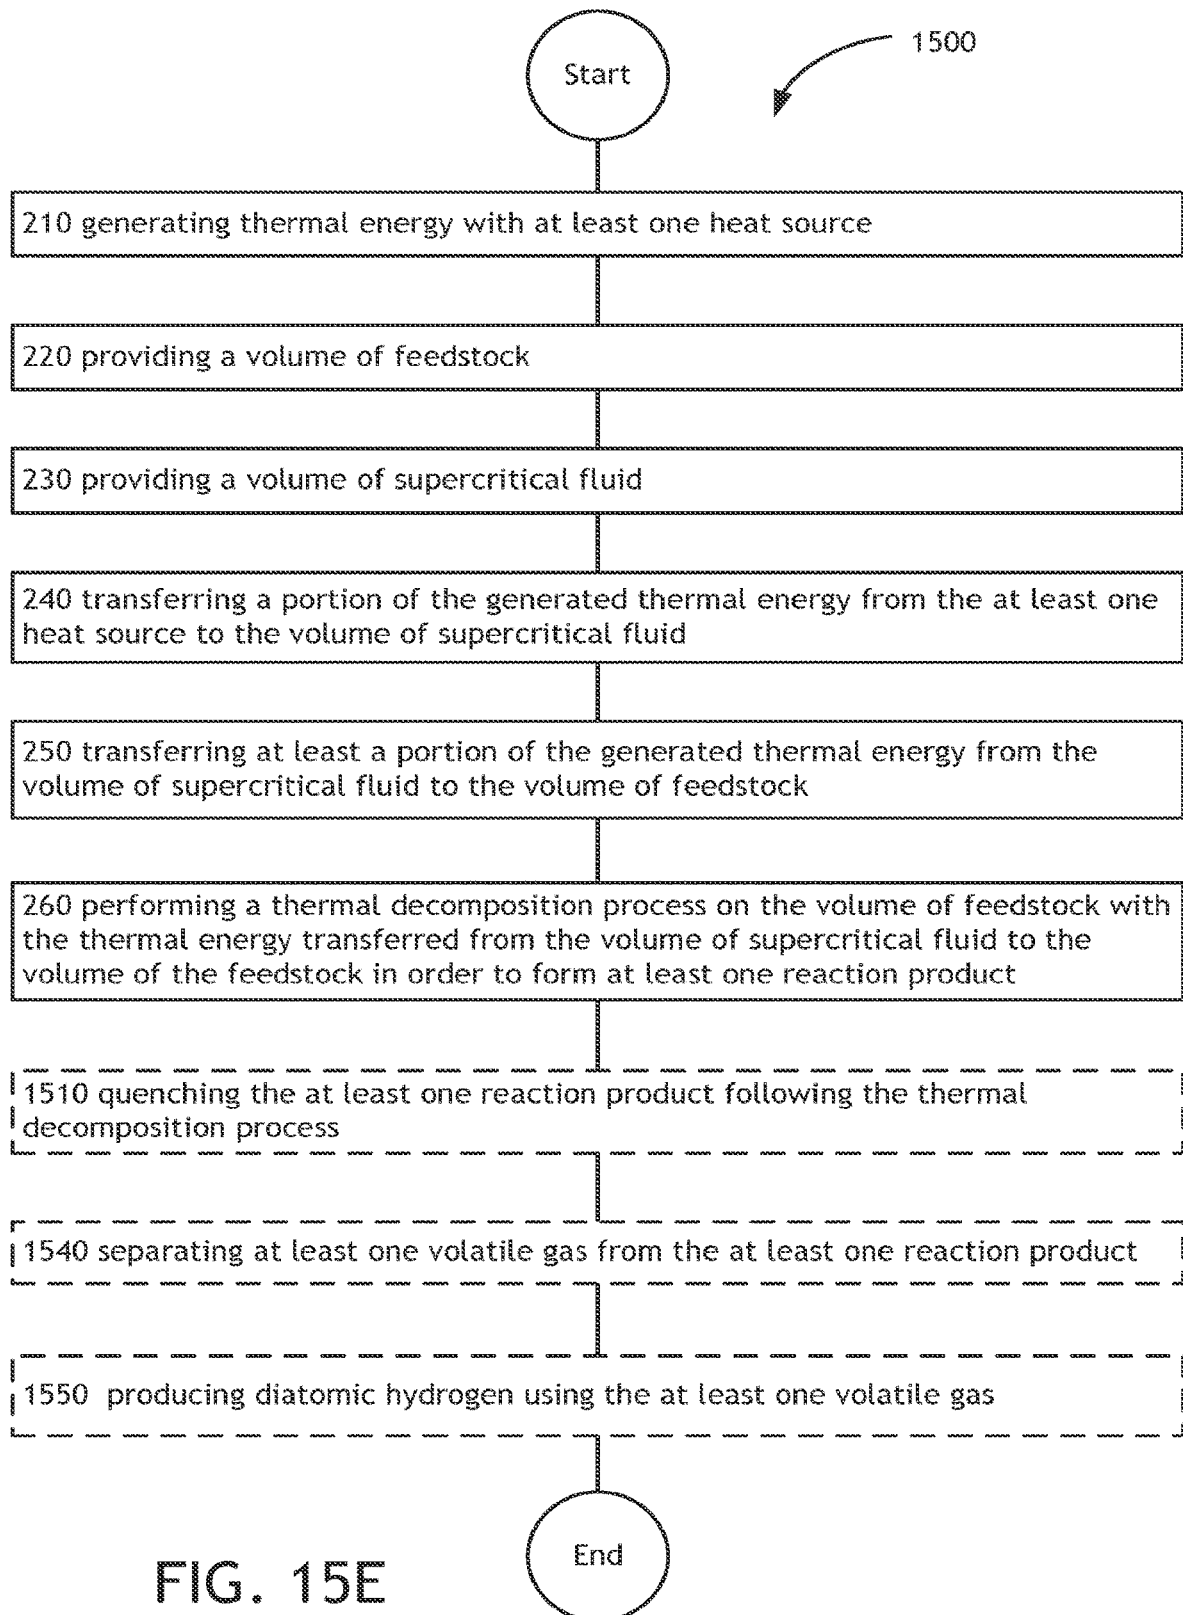 Start
1500
210 generating thermal energy with at least one heat source
220 providing a volume of feedstock
230 providing a volume of supercritical fluid
240 transferring a portion of the generated thermal energy from the at least one
heat source to the volume of supercritical fluid
250 transferring at least a portion of the generated thermal energy from the
volume of supercritical fluid to the volume of feedstock
260 performing a thermal decomposition process on the volume of feedstock with
the thermal energy transferred from the volume of supercritical fluid to the
volume of the feedstock in order to form at least one reaction product
1510 quenching the at least one reaction product following the thermal
decomposition process
1540 separating at least one volatile gas from the at least one reaction product
1550 producing diatomic hydrogen using the at least one volatile gas
End
FIG. 15E